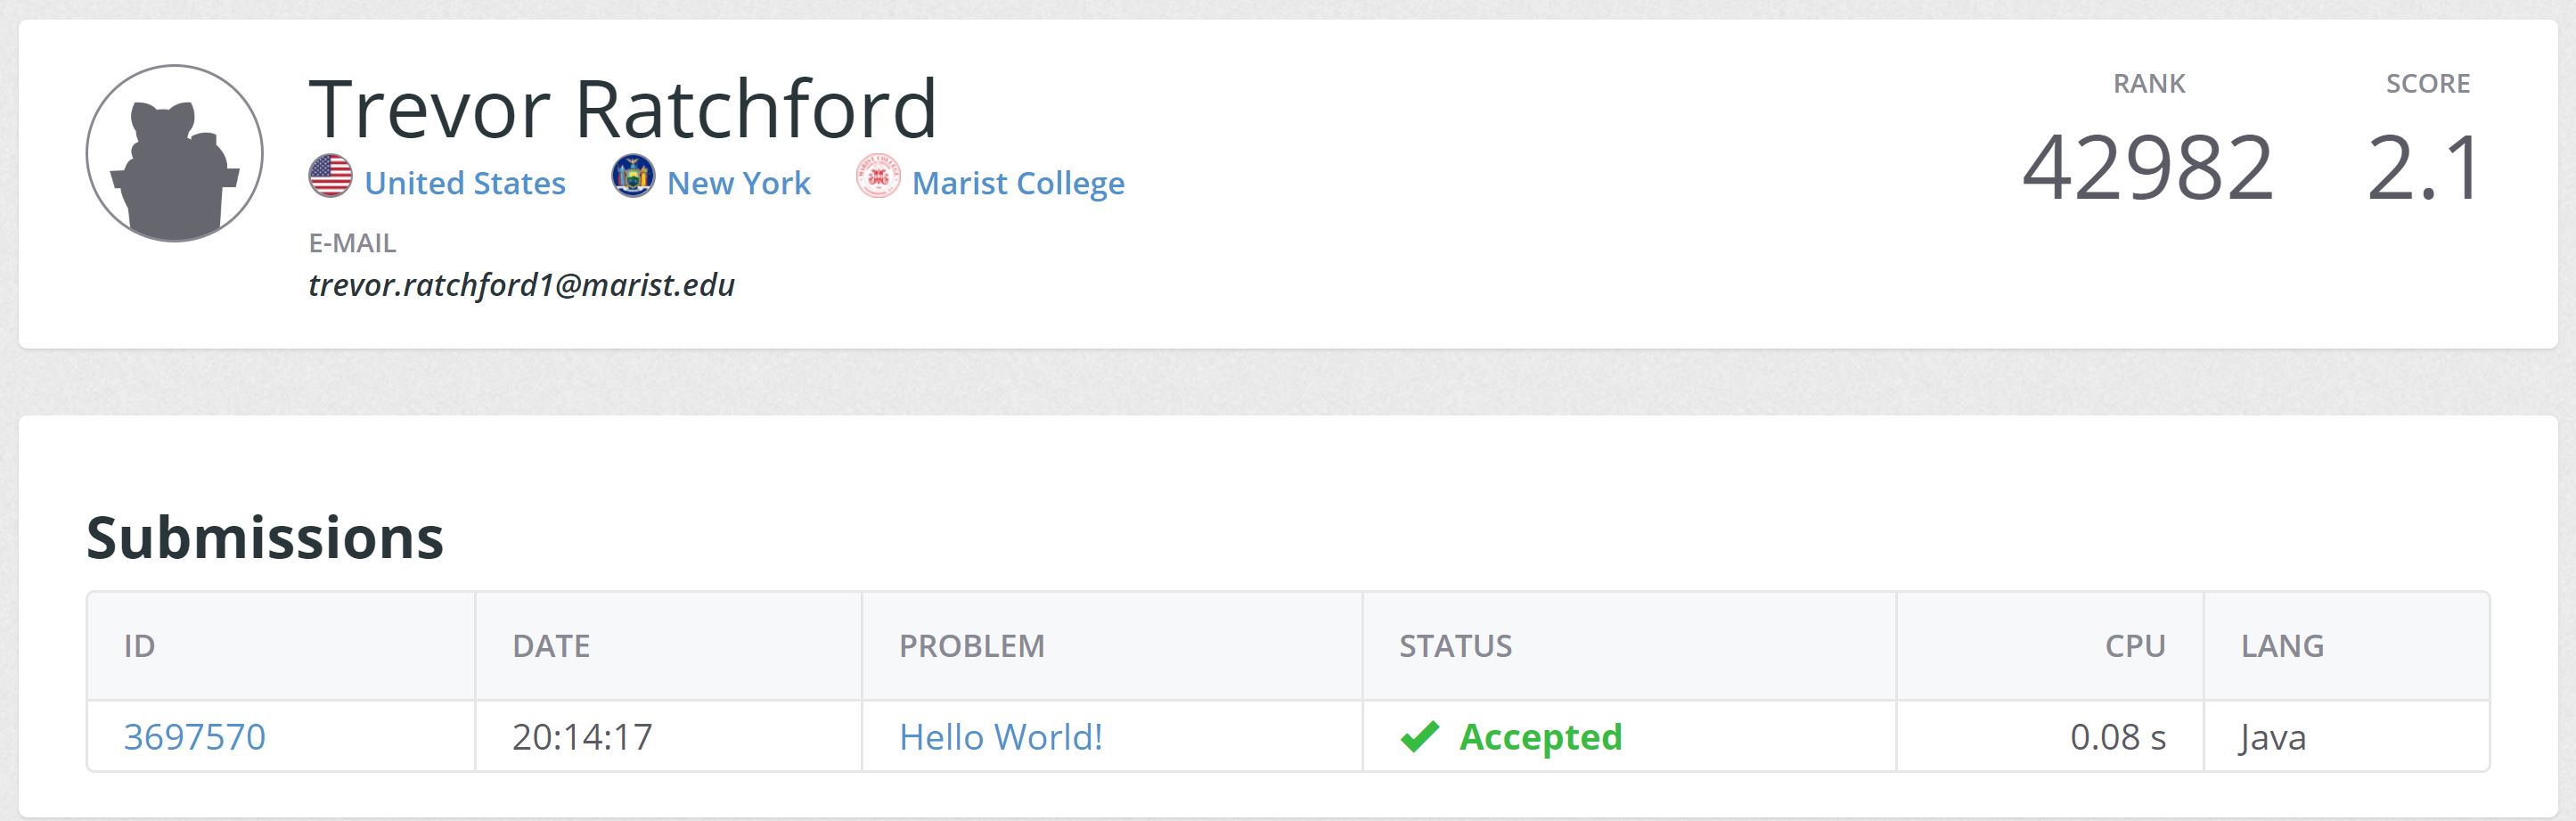 Trevor Ratchford
United States New York Marist College
E-MAIL
trevor.ratchford1@marist.edu
RANK SCORE
42982 2.1
Submissions
ID DATE PROBLEM STATUS CPU LANG
3697570 20:14:17 Hello World! Accepted 0.08 s Java